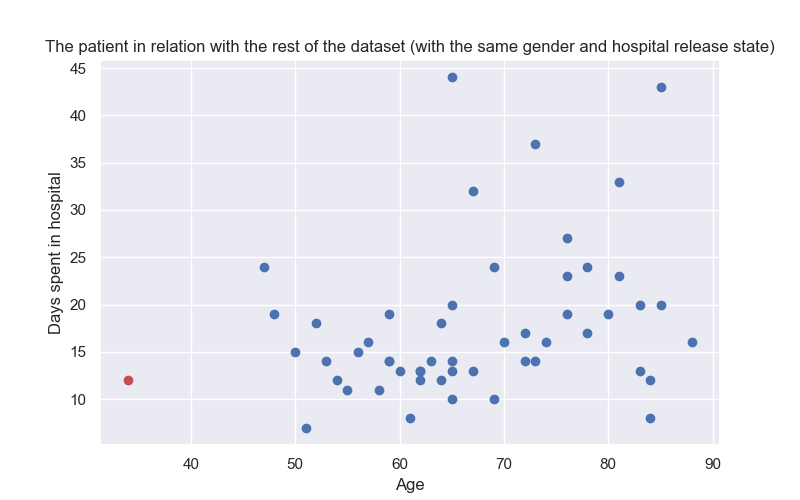 The patient in relation with the rest of the dataset (with the same gender and hospital release state)
45
40
35
30
25
20
15
10
Days spent in hospital
40 50 60 70 80 90
Age